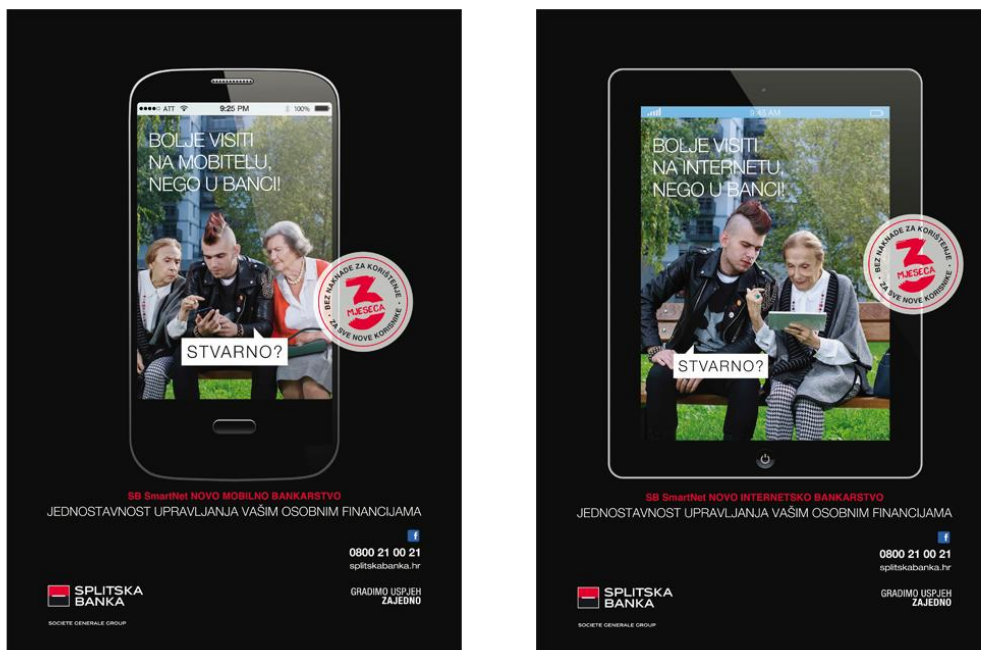 ●●●●○ ATT 9:25 PM 100%
BOLJE VISITI
NA MOBITELU,
NEGO U BANCI!
BEZ NAKNADE ZA KORIŠTENJE
3
MJESECA
ZA SVE NOVE KORISNIKE
STVARNO?
SB SmartNet NOVO MOBILNO BANKARSTVO
JEDNOSTAVNOST UPRAVLJANJA VAŠIM OSOBNIM FINANCIJAMA
f
0800 21 00 21
splitskabanka.hr
SPLITSKA
BANKA
SOCIETE GENERALE GROUP
GRADIMO USPJEH
ZAJEDNO
9:45 AM
BOLJE VISITI
NA INTERNETU,
NEGO U BANCI!
BEZ NAKNADE ZA KORIŠTENJE
3
MJESECA
ZA SVE NOVE KORISNIKE
STVARNO?
SB SmartNet NOVO INTERNETSKO BANKARSTVO
JEDNOSTAVNOST UPRAVLJANJA VAŠIM OSOBNIM FINANCIJAMA
f
0800 21 00 21
splitskabanka.hr
SPLITSKA
BANKA
SOCIETE GENERALE GROUP
GRADIMO USPJEH
ZAJEDNO